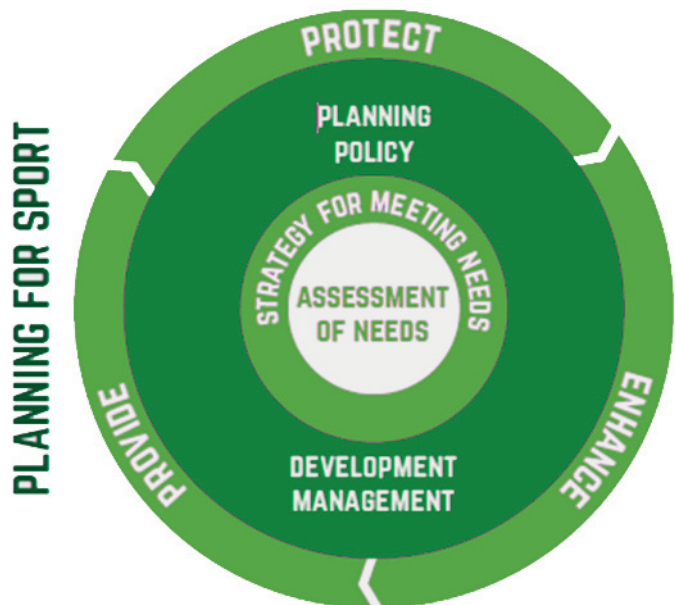 PLANNING FOR SPORT
PROTECT
PLANNING
POLICY
STRATEGY FOR MEETING NEEDS
ASSESSMENT
OF NEEDS
DEVELOPMENT
MANAGEMENT
PROVIDE
ENHANCE